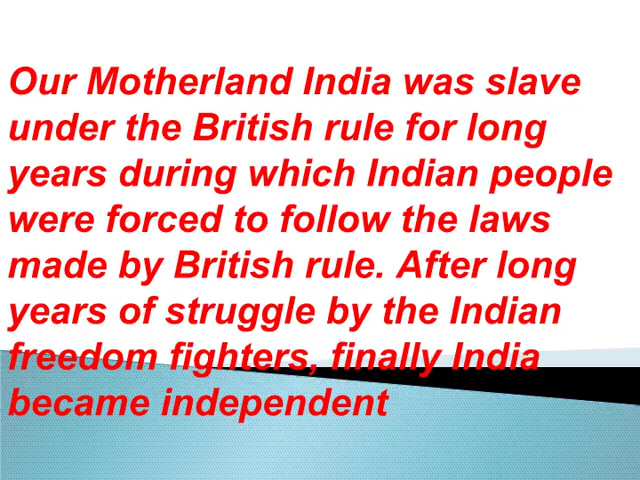 Our Motherland India was slave
under the British rule for long
years during which Indian people
were forced to follow the laws
made by British rule. After long
years of struggle by the Indian
freedom fighters, finally India
became independent